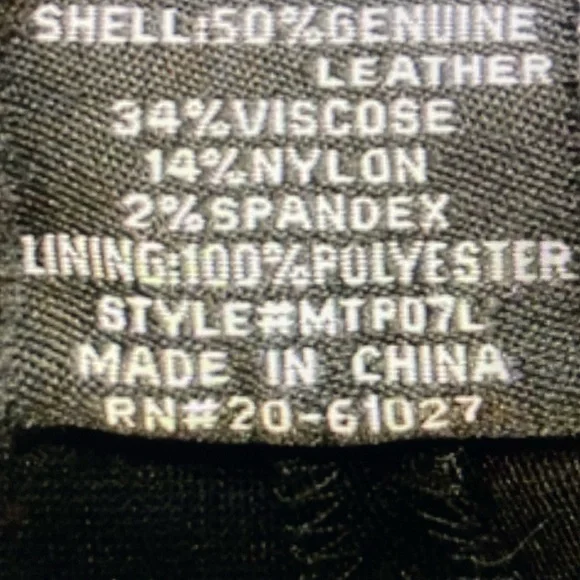 SHELL:50%GENUINE
LEATHER
34%VISCOSE
14%NYLON
2%SPANDEX
LINING:100%POLYESTER
STYLE#MTP07L
MADE IN CHINA
RN#20-61027